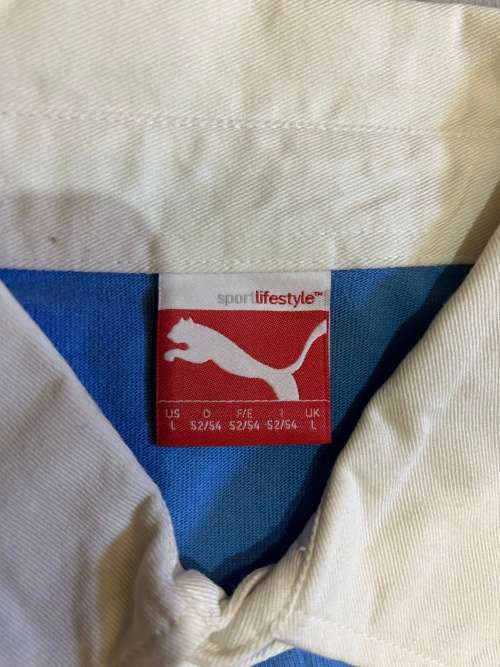 sportlifestyle™
US D F/E I UK
L 52/54 52/54 52/54 L